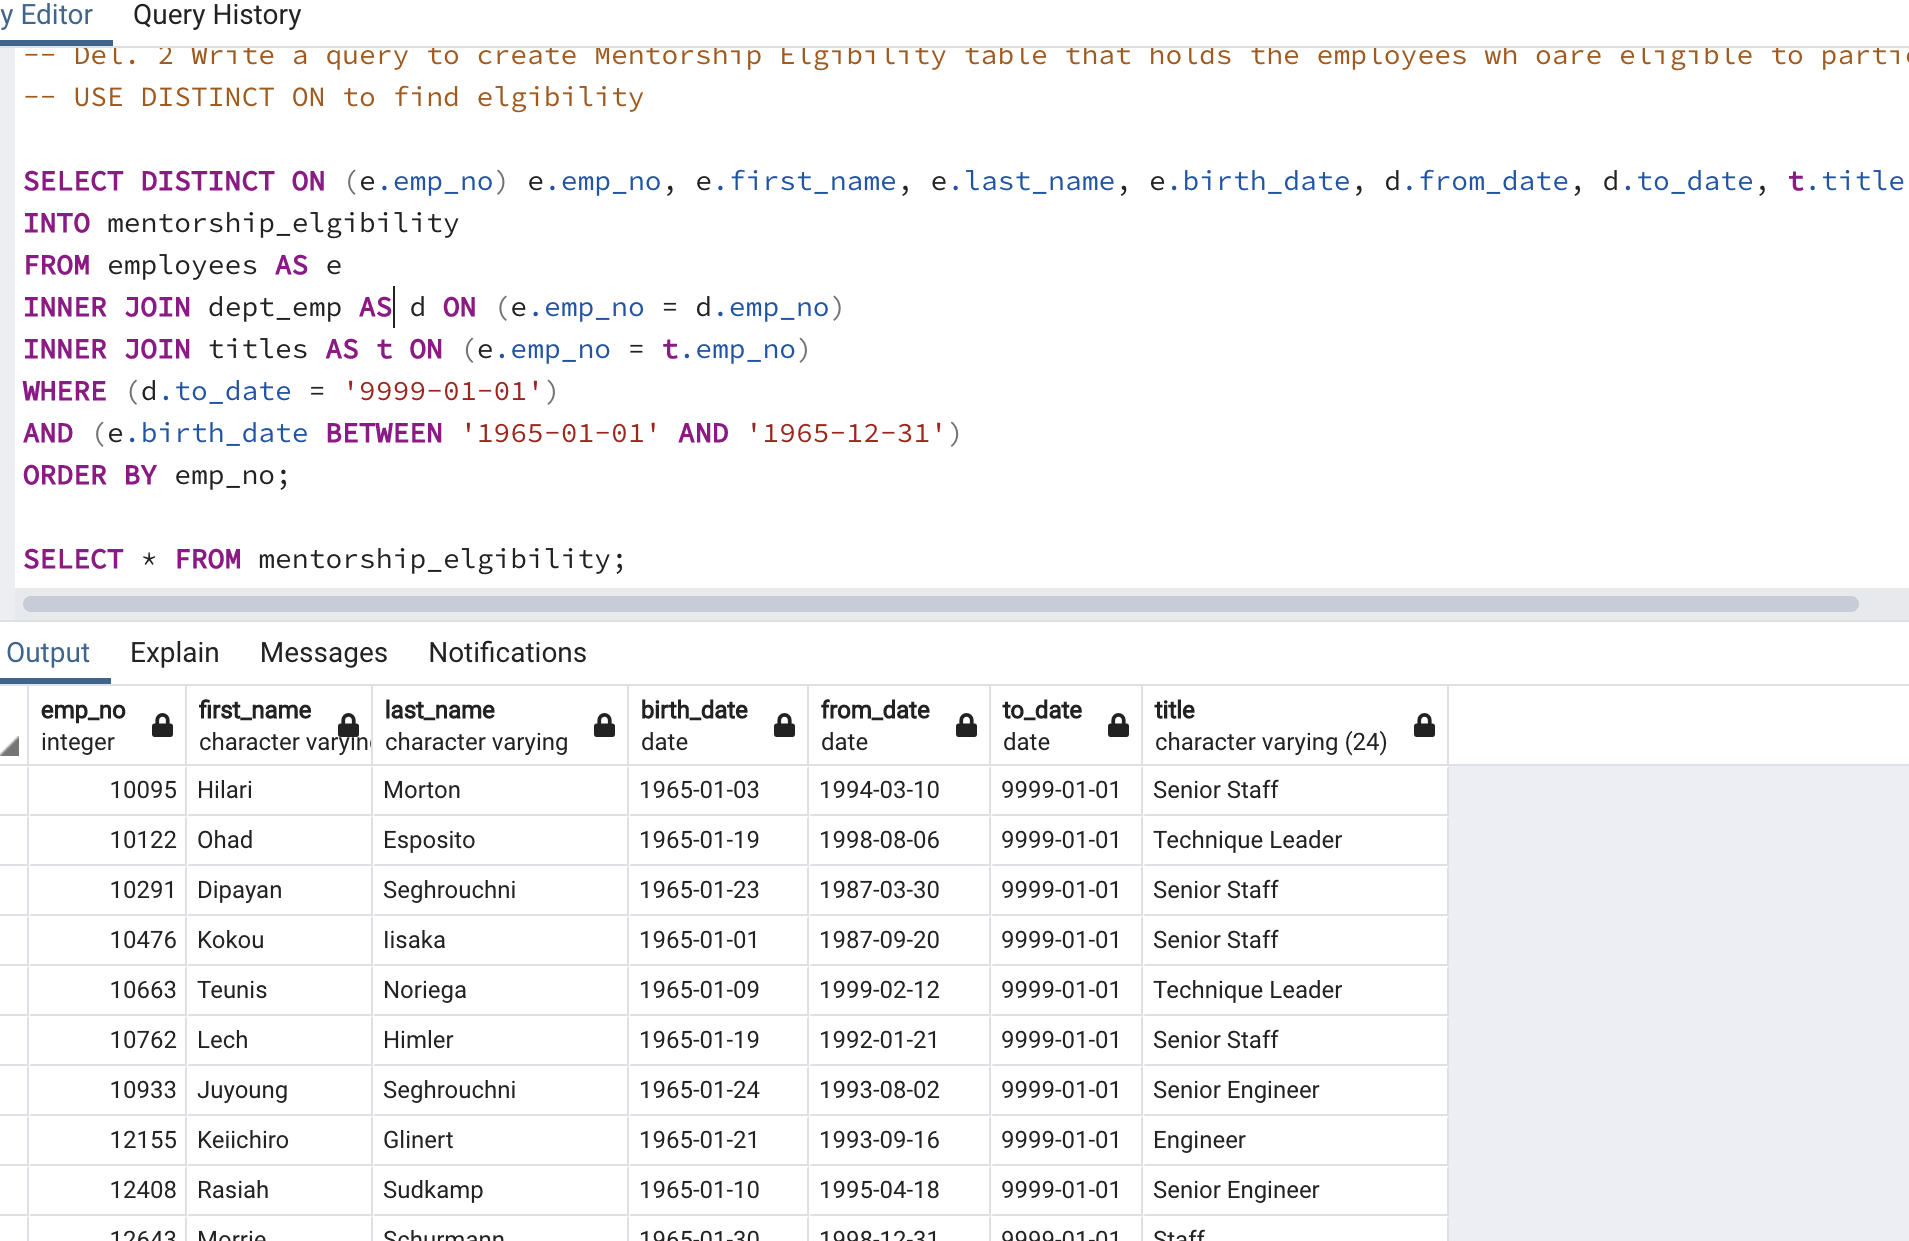 y Editor Query History
-- Del. 2 Write a query to create Mentorship Elgibility table that holds the employees wh oare eligible to partic
-- USE DISTINCT ON to find elgibility
SELECT DISTINCT ON (e.emp_no) e.emp_no, e.first_name, e.last_name, e.birth_date, d.from_date, d.to_date, t.title
INTO mentorship_elgibility
FROM employees AS e
INNER JOIN dept_emp AS d ON (e.emp_no = d.emp_no)
INNER JOIN titles AS t ON (e.emp_no = t.emp_no)
WHERE (d.to_date = '9999-01-01')
AND (e.birth_date BETWEEN '1965-01-01' AND '1965-12-31')
ORDER BY emp_no;
SELECT * FROM mentorship_elgibility;
Output Explain Messages Notifications
emp_no first_name last_name birth_date from_date to_date title
integer character varyin character varying date date date character varying (24)
10095 Hilari Morton 1965-01-03 1994-03-10 9999-01-01 Senior Staff
10122 Ohad Esposito 1965-01-19 1998-08-06 9999-01-01 Technique Leader
10291 Dipayan Seghrouchni 1965-01-23 1987-03-30 9999-01-01 Senior Staff
10476 Kokou Iisaka 1965-01-01 1987-09-20 9999-01-01 Senior Staff
10663 Teunis Noriega 1965-01-09 1999-02-12 9999-01-01 Technique Leader
10762 Lech Himler 1965-01-19 1992-01-21 9999-01-01 Senior Staff
10933 Juyoung Seghrouchni 1965-01-24 1993-08-02 9999-01-01 Senior Engineer
12155 Keiichiro Glinert 1965-01-21 1993-09-16 9999-01-01 Engineer
12408 Rasiah Sudkamp 1965-01-10 1995-04-18 9999-01-01 Senior Engineer
12643 Morrie Schurmann 1965-01-30 1998-12-31 9999-01-01 Staff